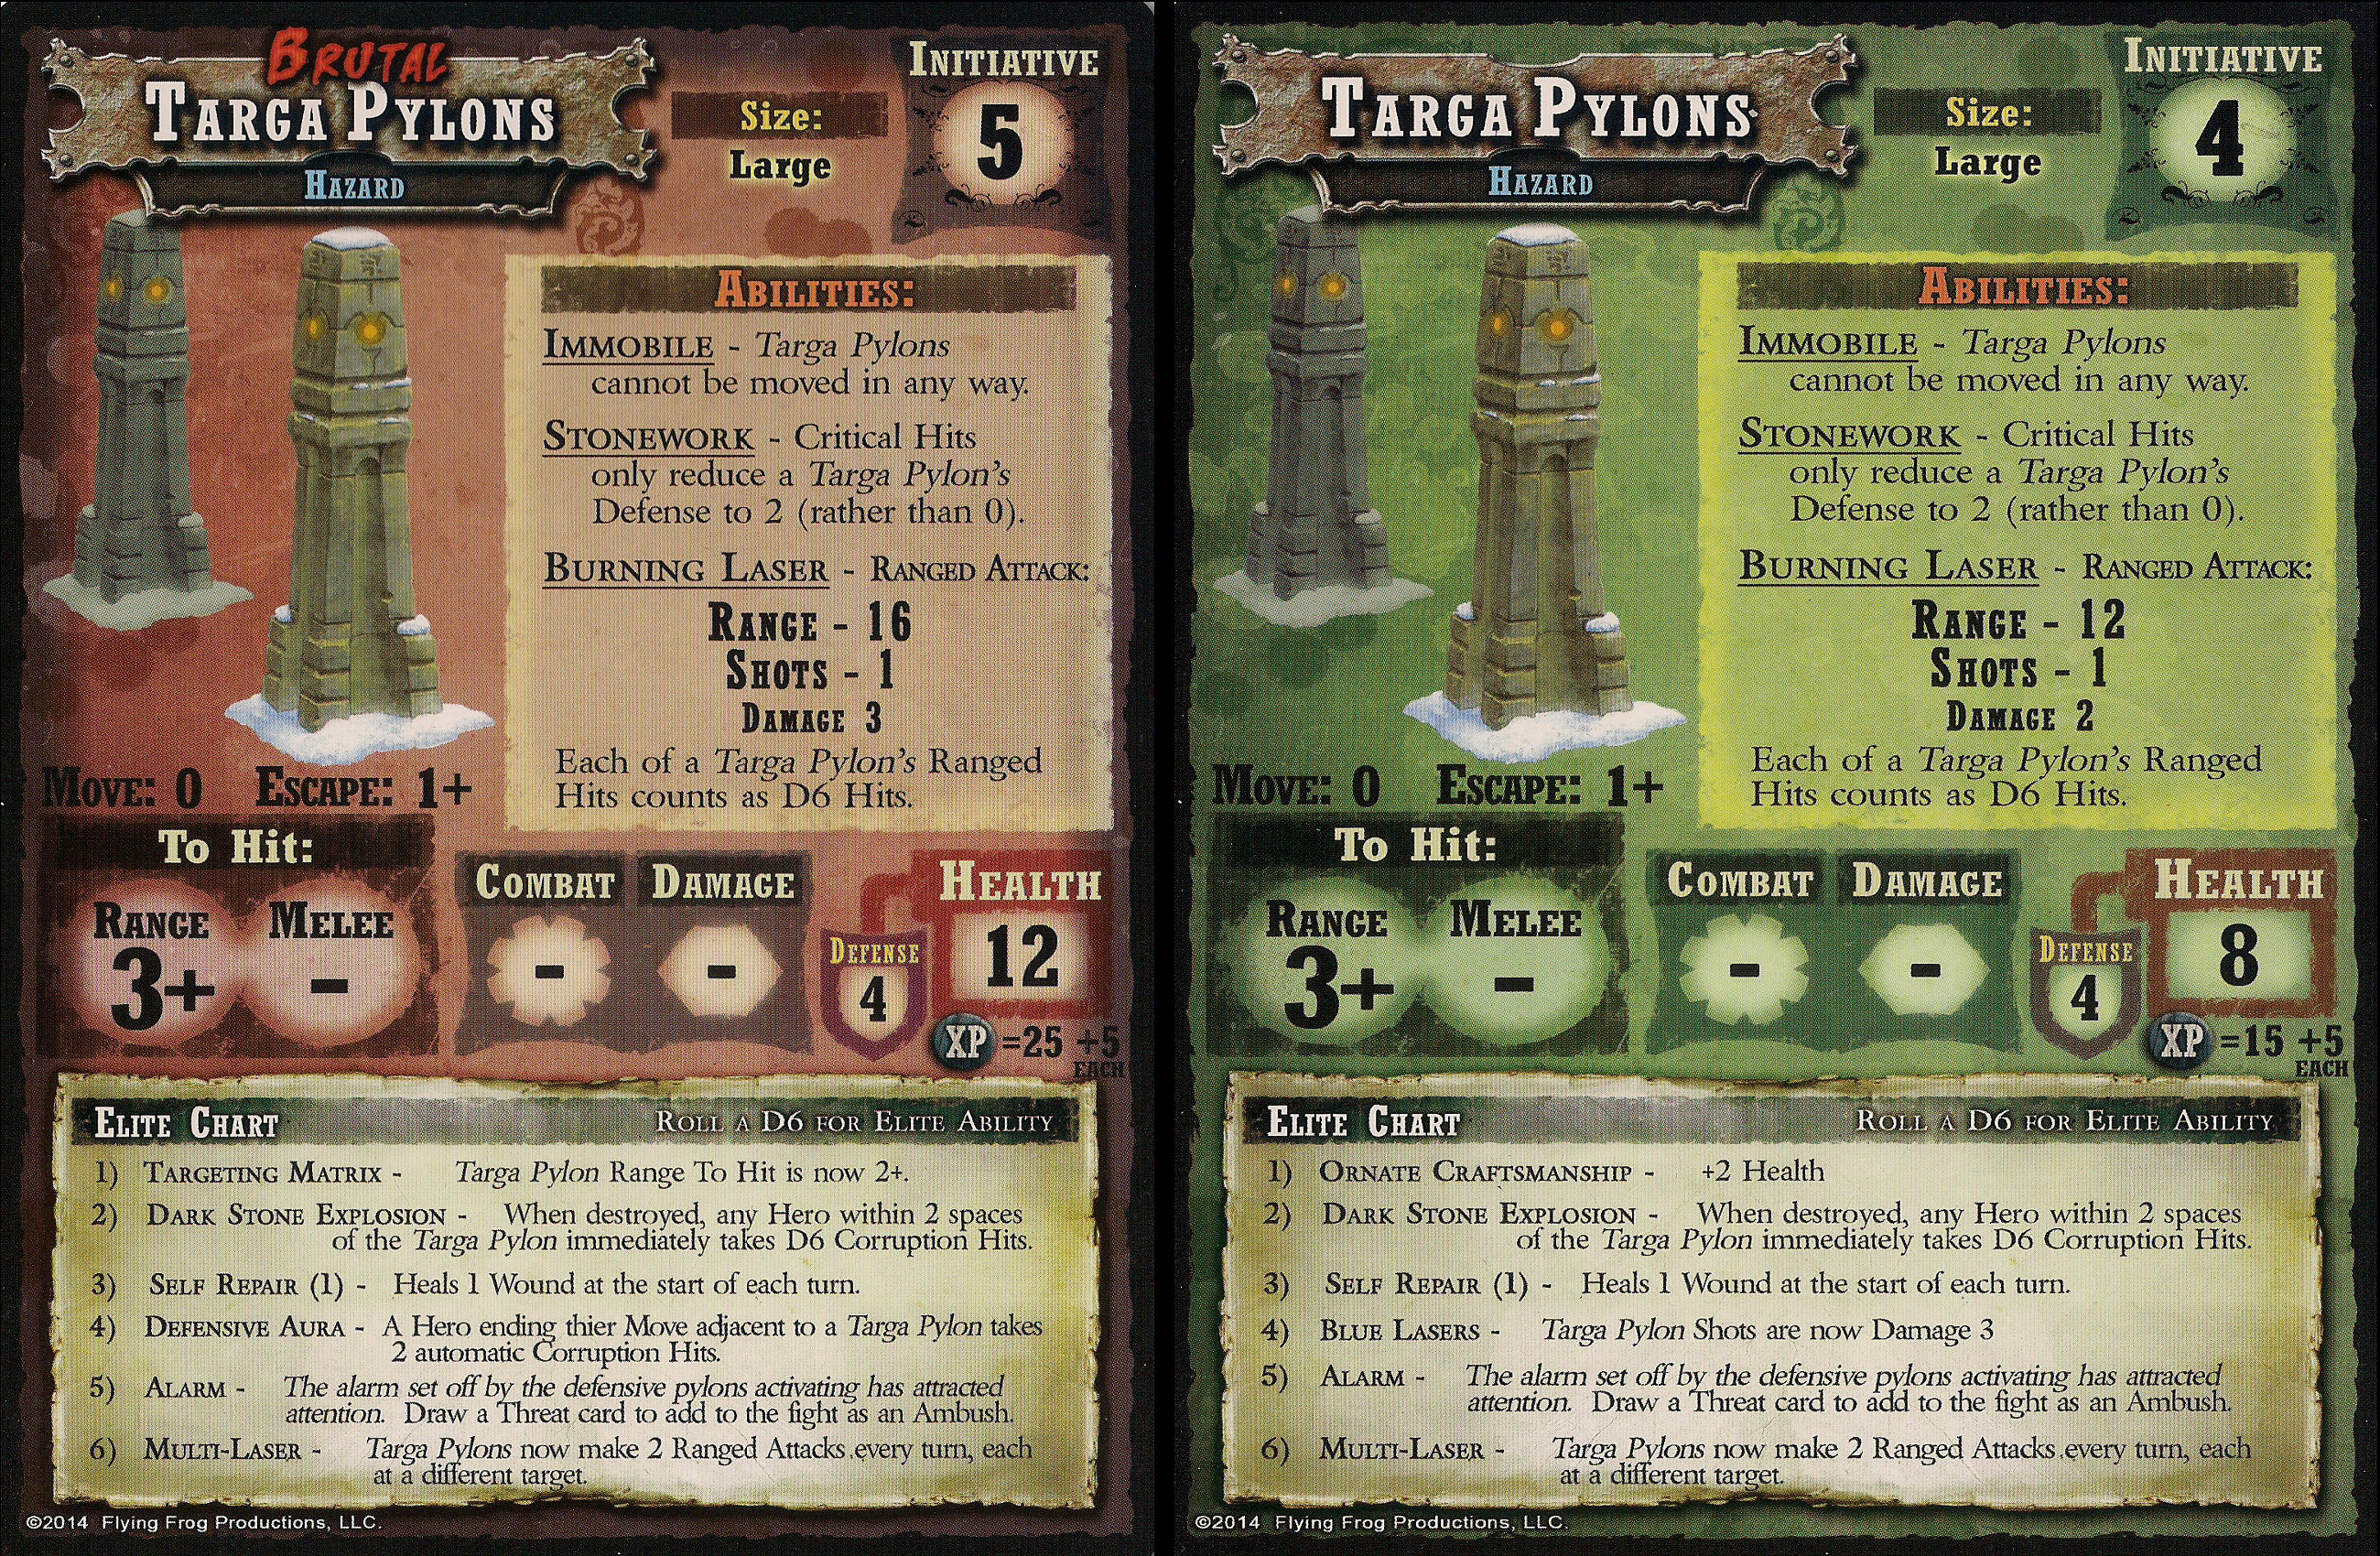 BRUTAL
TARGA PYLONS
HAZARD
Size:
Large
INITIATIVE
5
ABILITIES:
IMMOBILE - Targa Pylons
cannot be moved in any way.
STONEWORK - Critical Hits
only reduce a Targa Pylon's
Defense to 2 (rather than 0).
BURNING LASER - RANGED ATTACK:
RANGE - 16
SHOTS - 1
DAMAGE 3
Each of a Targa Pylon's Ranged
Hits counts as D6 Hits.
MOVE: 0 ESCAPE: 1+
To Hit:
RANGE
3+
MELEE
-
COMBAT
-
DAMAGE
-
DEFENSE
4
HEALTH
12
XP =25 +5
EACH
ELITE CHART ROLL A D6 FOR ELITE ABILITY
1) TARGETING MATRIX - Targa Pylon Range To Hit is now 2+.
2) DARK STONE EXPLOSION - When destroyed, any Hero within 2 spaces
of the Targa Pylon immediately takes D6 Corruption Hits.
3) SELF REPAIR (1) - Heals 1 Wound at the start of each turn.
4) DEFENSIVE AURA - A Hero ending thier Move adjacent to a Targa Pylon takes
2 automatic Corruption Hits.
5) ALARM - The alarm set off by the defensive pylons activating has attracted
attention. Draw a Threat card to add to the fight as an Ambush.
6) MULTI-LASER - Targa Pylons now make 2 Ranged Attacks every turn, each
at a different target.
©2014 Flying Frog Productions, LLC.
TARGA PYLONS
HAZARD
Size:
Large
INITIATIVE
4
ABILITIES:
IMMOBILE - Targa Pylons
cannot be moved in any way.
STONEWORK - Critical Hits
only reduce a Targa Pylon's
Defense to 2 (rather than 0).
BURNING LASER - RANGED ATTACK:
RANGE - 12
SHOTS - 1
DAMAGE 2
Each of a Targa Pylon's Ranged
Hits counts as D6 Hits.
MOVE: 0 ESCAPE: 1+
To Hit:
RANGE
3+
MELEE
-
COMBAT
-
DAMAGE
-
DEFENSE
4
HEALTH
8
XP =15 +5
EACH
ELITE CHART ROLL A D6 FOR ELITE ABILITY
1) ORNATE CRAFTSMANSHIP - +2 Health
2) DARK STONE EXPLOSION - When destroyed, any Hero within 2 spaces
of the Targa Pylon immediately takes D6 Corruption Hits.
3) SELF REPAIR (1) - Heals 1 Wound at the start of each turn.
4) BLUE LASERS - Targa Pylon Shots are now Damage 3
5) ALARM - The alarm set off by the defensive pylons activating has attracted
attention. Draw a Threat card to add to the fight as an Ambush.
6) MULTI-LASER - Targa Pylons now make 2 Ranged Attacks every turn, each
at a different target.
©2014 Flying Frog Productions, LLC.